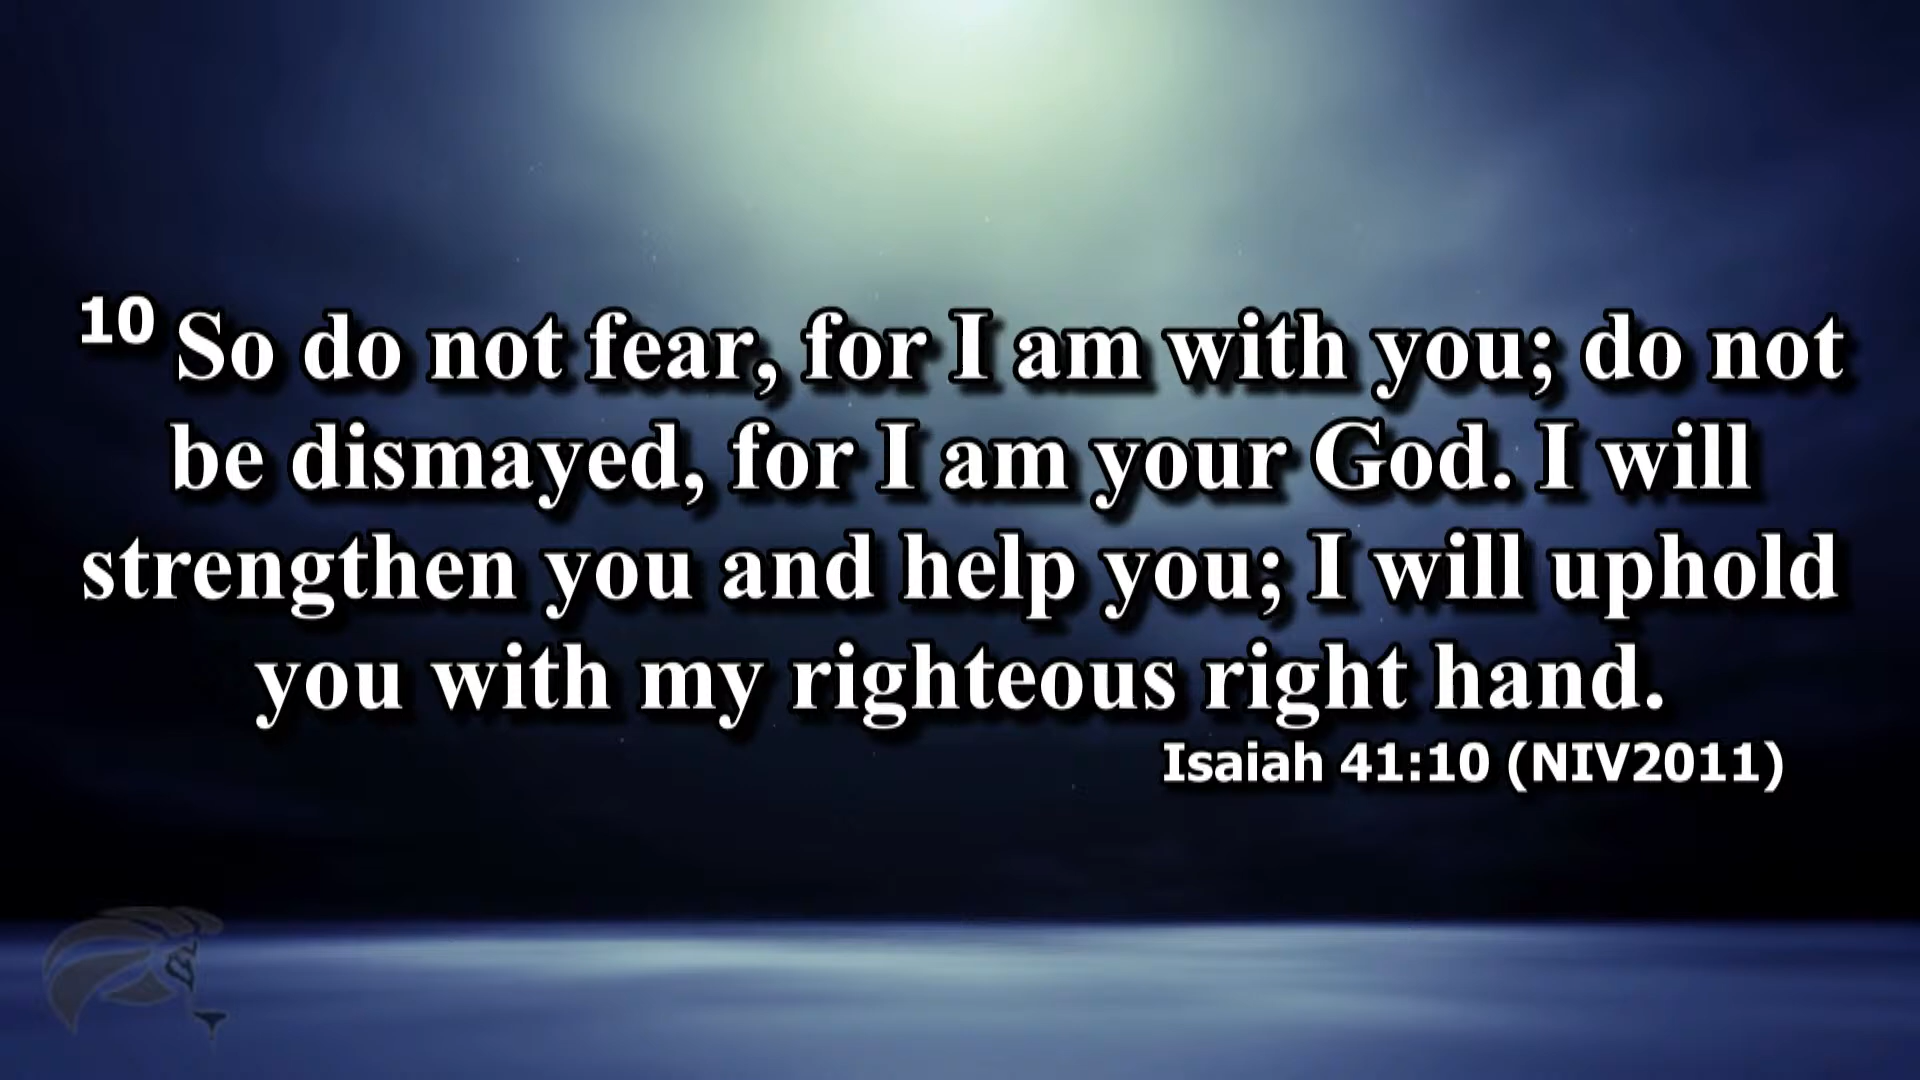 10 So do not fear, for I am with you; do not
be dismayed, for I am your God. I will
strengthen you and help you; I will uphold
you with my righteous right hand.
Isaiah 41:10 (NIV2011)